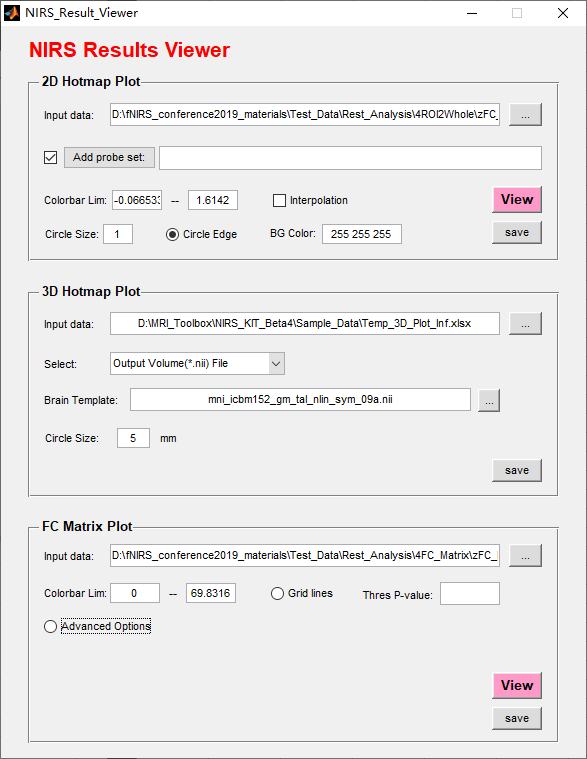 NIRS_Result_Viewer
NIRS Results Viewer
2D Hotmap Plot
Input data: D:\fNIRS_conference2019_materials\Test_Data\Rest_Analysis\4ROI2Whole\zFC_ ...
Add probe set:
Colorbar Lim: -0.066533 -- 1.6142 Interpolation View
Circle Size: 1 Circle Edge BG Color: 255 255 255 save
3D Hotmap Plot
Input data: D:\MRI_Toolbox\NIRS_KIT_Beta4\Sample_Data\Temp_3D_Plot_Inf.xlsx ...
Select: Output Volume(*.nii) File
Brain Template: mni_icbm152_gm_tal_nlin_sym_09a.nii ...
Circle Size: 5 mm
save
FC Matrix Plot
Input data: D:\fNIRS_conference2019_materials\Test_Data\Rest_Analysis\4FC_Matrix\zFC_ ...
Colorbar Lim: 0 -- 69.8316 Grid lines Thres P-value:
Advanced Options
View
save